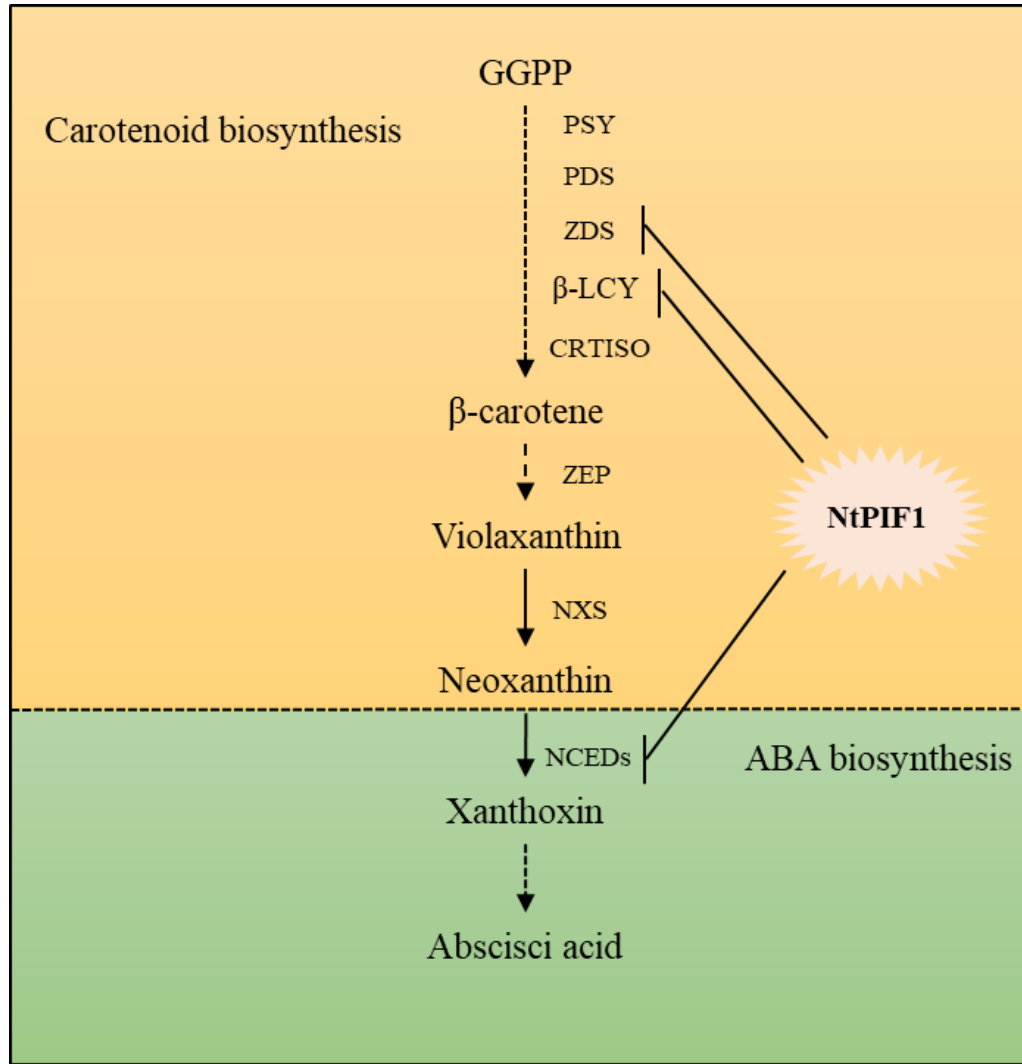 GGPP
Carotenoid biosynthesis
PSY
PDS
ZDS
β-LCY
CRTISO
β-carotene
ZEP
Violaxanthin
NtPIF1
NXS
Neoxanthin
NCEDs
ABA biosynthesis
Xanthoxin
Abscisci acid